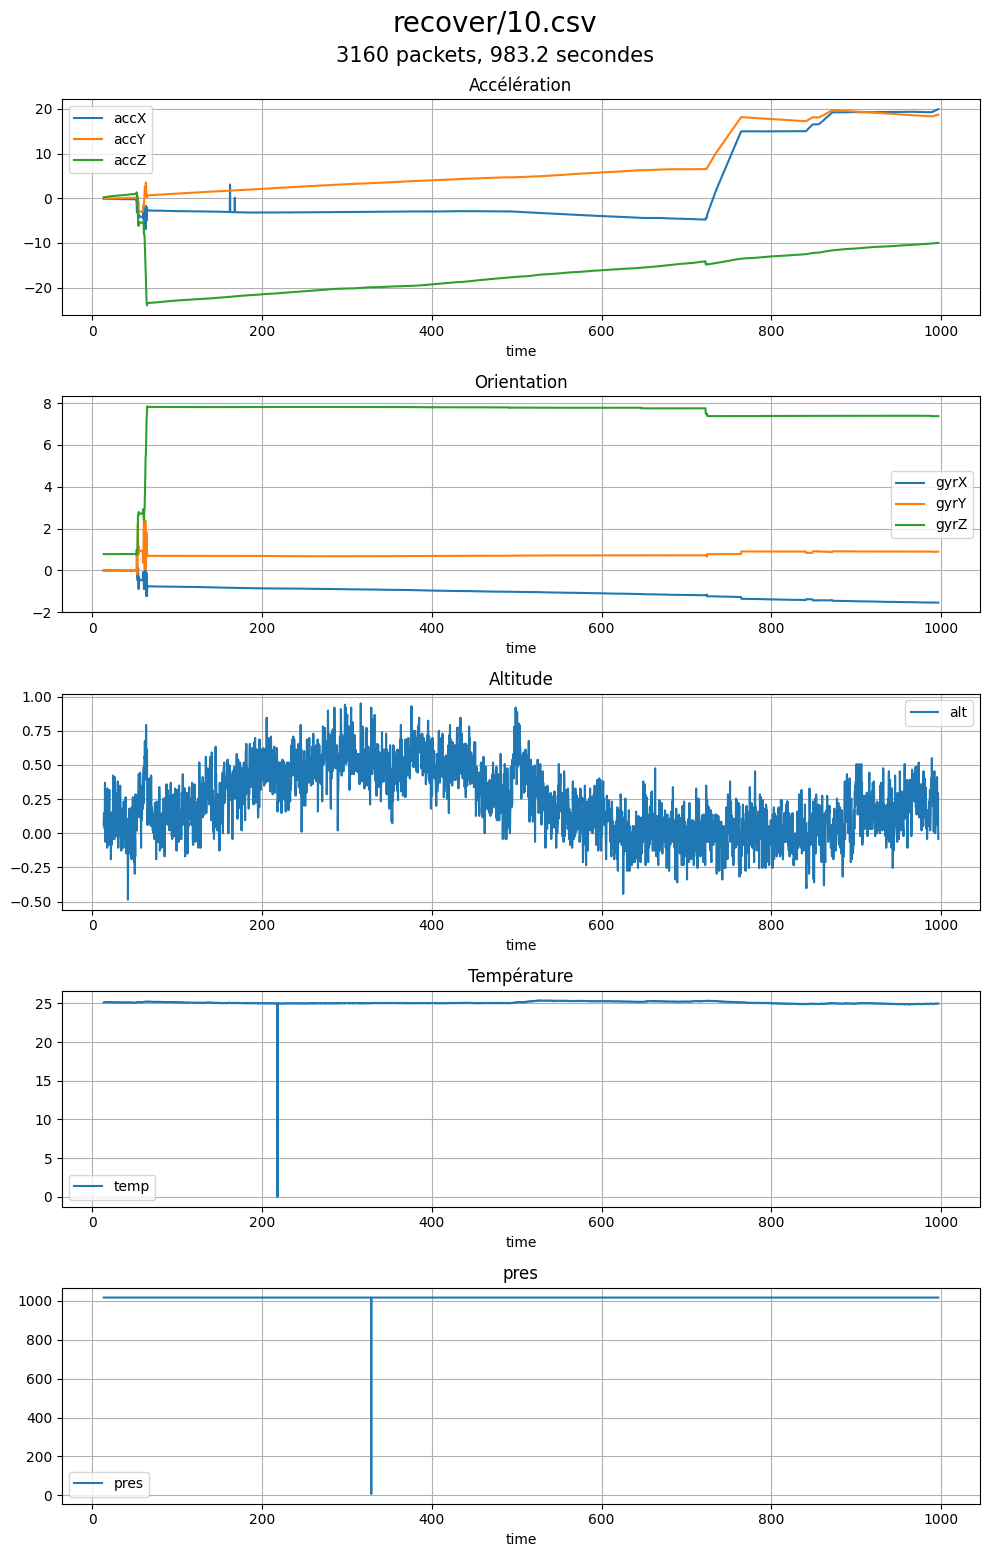 recover/10.csv
3160 packets, 983.2 secondes
Accélération
20
10
0
−10
−20
accX
accY
accZ
0 200 400 600 800 1000
time
Orientation
8
6
4
2
0
−2
gyrX
gyrY
gyrZ
0 200 400 600 800 1000
time
Altitude
1.00
0.75
0.50
0.25
0.00
−0.25
−0.50
alt
0 200 400 600 800 1000
time
Température
25
20
15
10
5
0
temp
0 200 400 600 800 1000
time
pres
1000
800
600
400
200
0
pres
0 200 400 600 800 1000
time